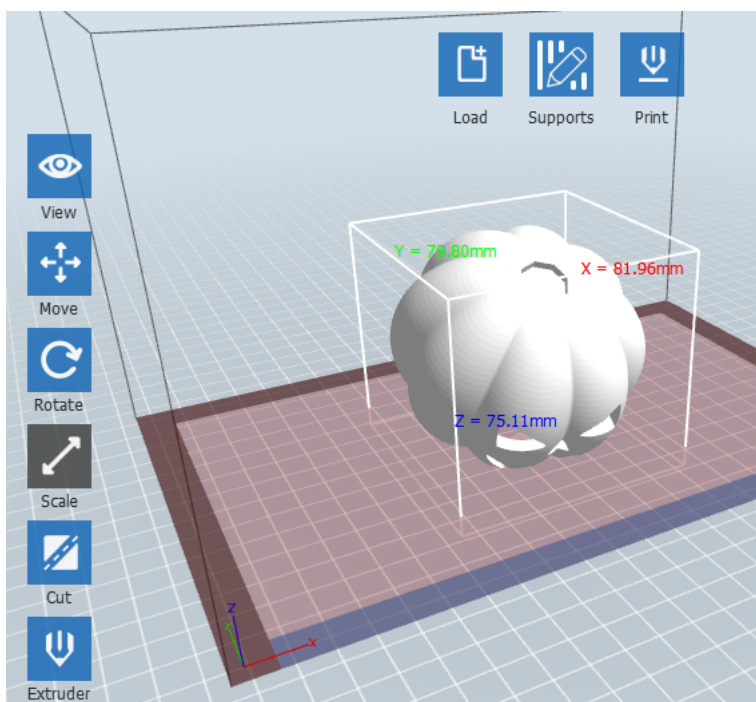 Load
Supports
Print
View
Move
Rotate
Scale
Cut
Extruder
Y = 79.80mm
X = 81.96mm
Z = 75.11mm
z
x